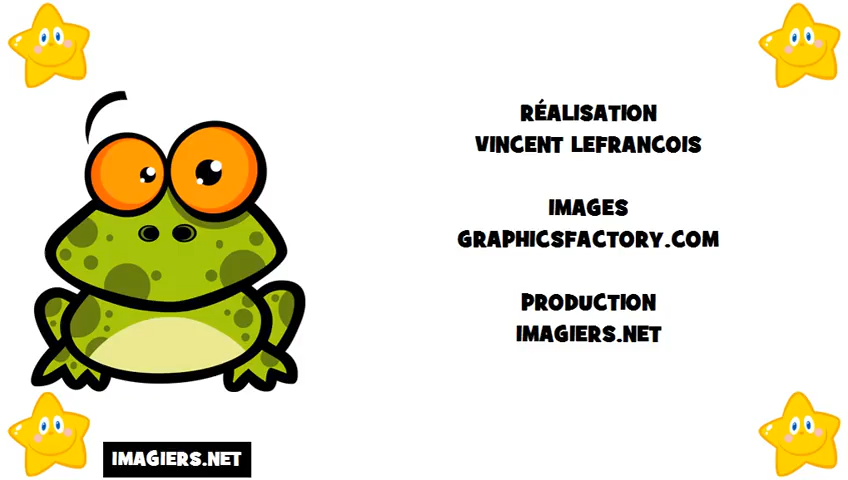 RÉALISATION
VINCENT LEFRANCOIS
IMAGES
GRAPHICSFACTORY.COM
PRODUCTION
IMAGIERS.NET
IMAGIERS.NET